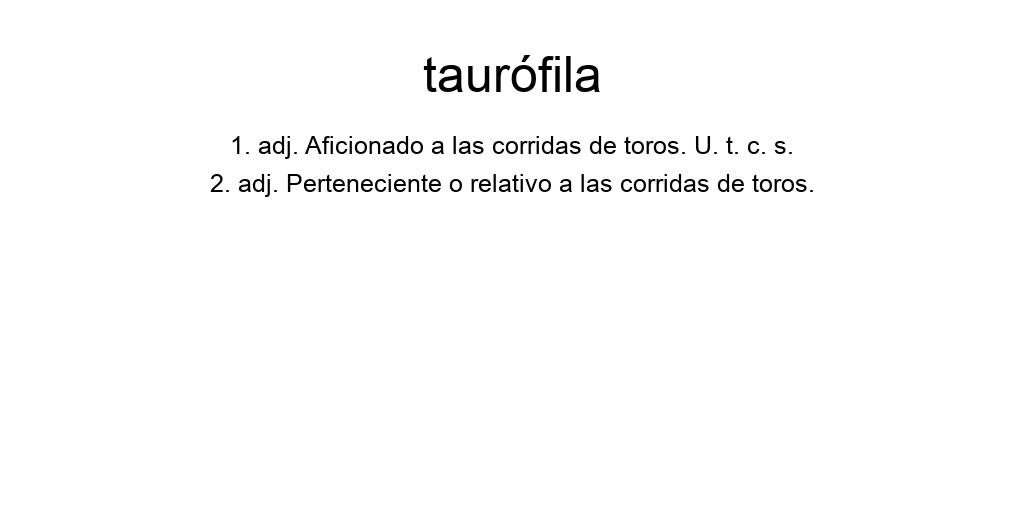 taurófila
1. adj. Aficionado a las corridas de toros. U. t. c. s.
2. adj. Perteneciente o relativo a las corridas de toros.